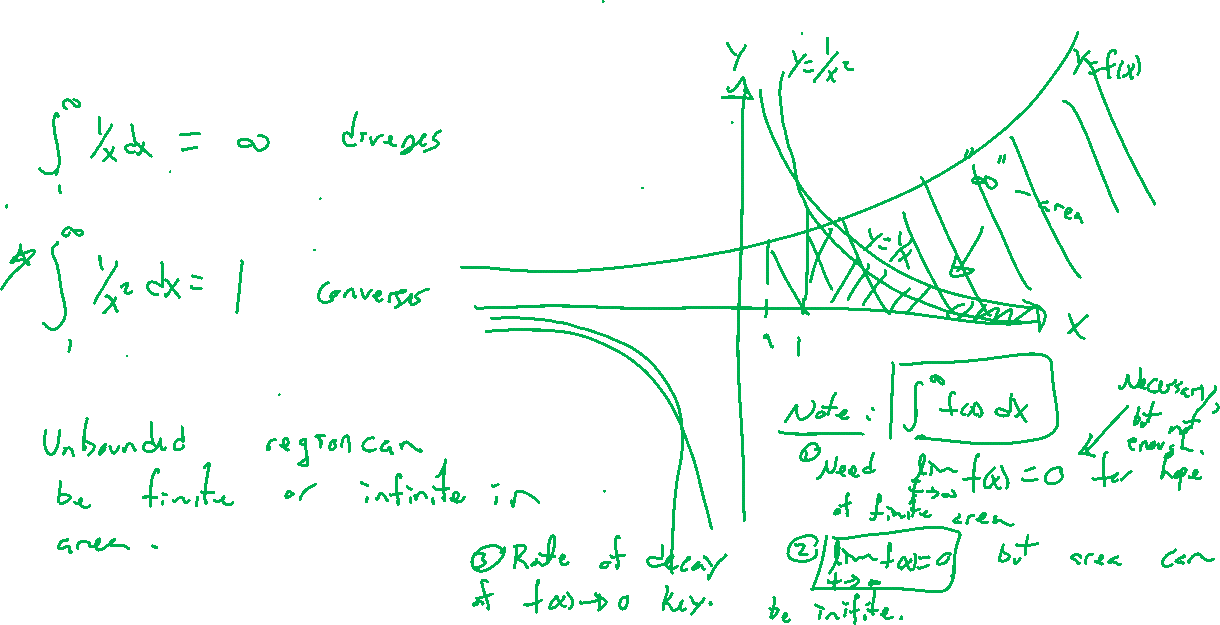 ∫₁^∞ 1/x dx = ∞ diverges
∫₁^∞ 1/x² dx = 1 converges
Unbounded region can
be finite or infinite in
area.
Y
y=1/x²
y=f(x)
"∞" - area
y=1/x
X
1
Note: ∫^∞ f(x) dx
Necessary,
but not
enough.
① Need lim t→∞ f(x) = 0 for hope
of finite area
② lim t→∞ f(x)=0 but area can
be inifite.
③ Rate of decay
of f(x)→0 key.